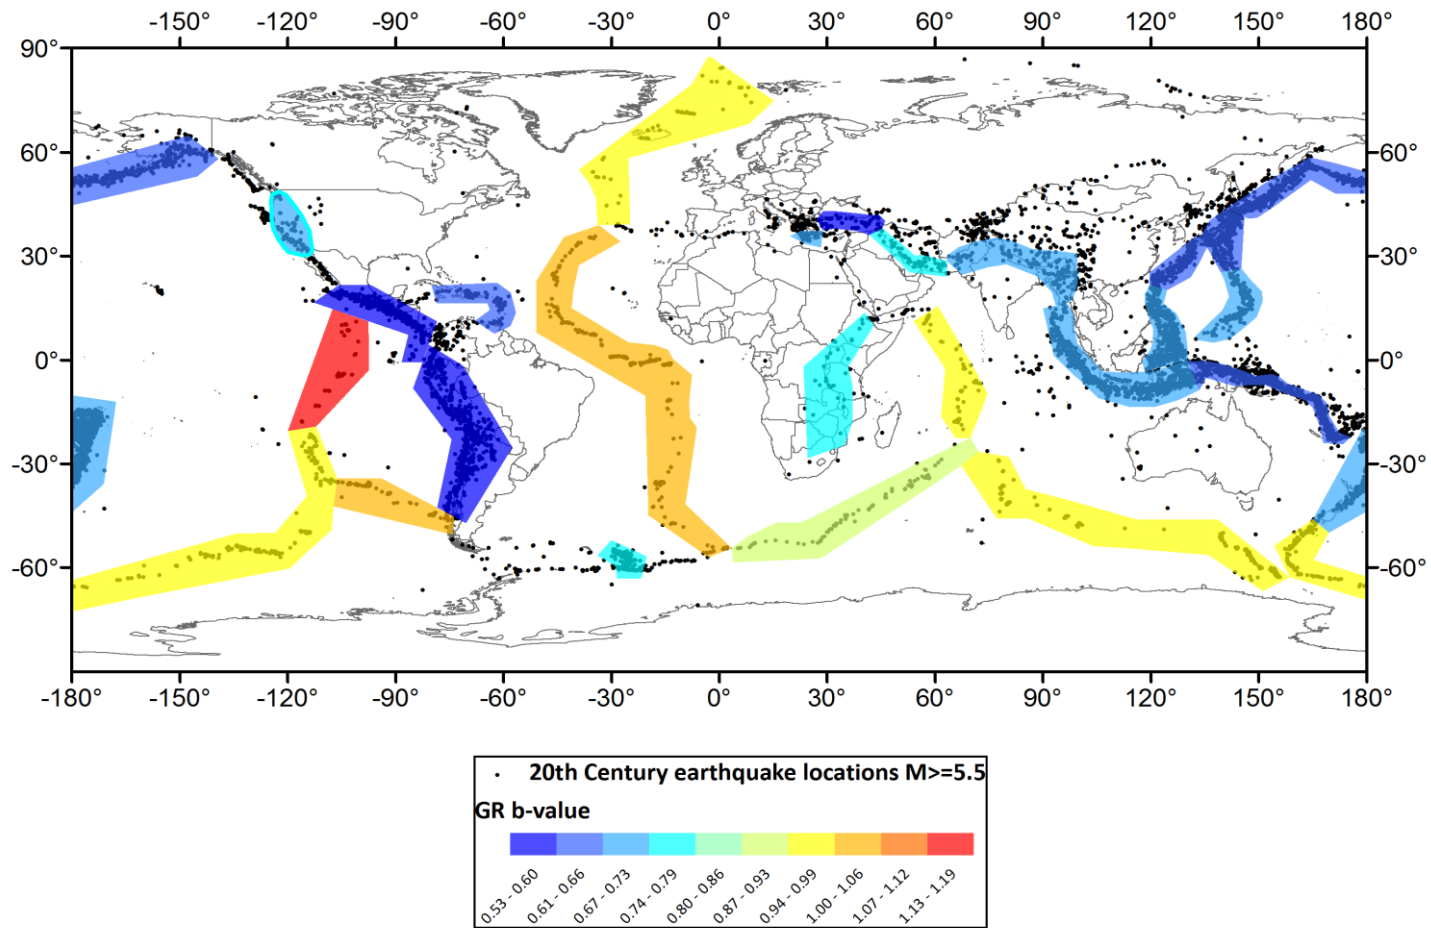 -150° -120° -90° -60° -30° 0° 30° 60° 90° 120° 150° 180°
90°
60° 60°
30° 30°
0° 0°
-30° -30°
-60° -60°
-180° -150° -120° -90° -60° -30° 0° 30° 60° 90° 120° 150° 180°
20th Century earthquake locations M>=5.5
GR b-value
0.53 - 0.60
0.61 - 0.66
0.67 - 0.73
0.74 - 0.79
0.80 - 0.86
0.87 - 0.93
0.94 - 0.99
1.00 - 1.06
1.07 - 1.12
1.13 - 1.19